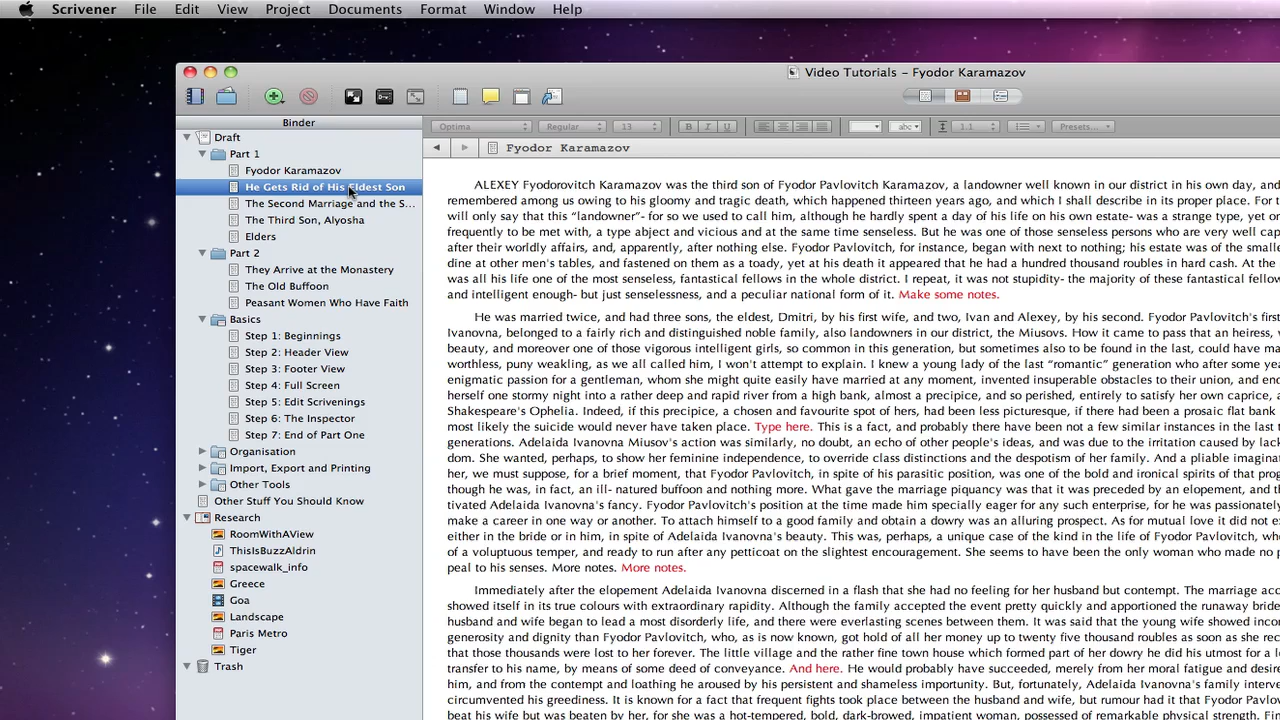 Scrivener File Edit View Project Documents Format Window Help
Video Tutorials – Fyodor Karamazov
Binder
Optima Regular 13 B I U abc 1.1 Presets...
Fyodor Karamazov
Draft
Part 1
Fyodor Karamazov
He Gets Rid of His Eldest Son
The Second Marriage and the S...
The Third Son, Alyosha
Elders
Part 2
They Arrive at the Monastery
The Old Buffoon
Peasant Women Who Have Faith
Basics
Step 1: Beginnings
Step 2: Header View
Step 3: Footer View
Step 4: Full Screen
Step 5: Edit Scrivenings
Step 6: The Inspector
Step 7: End of Part One
Organisation
Import, Export and Printing
Other Tools
Other Stuff You Should Know
Research
RoomWithAView
ThisIsBuzzAldrin
spacewalk_info
Greece
Goa
Landscape
Paris Metro
Tiger
Trash
ALEXEY Fyodorovitch Karamazov was the third son of Fyodor Pavlovitch Karamazov, a landowner well known in our district in his own day, and
remembered among us owing to his gloomy and tragic death, which happened thirteen years ago, and which I shall describe in its proper place. For t
will only say that this “landowner”- for so we used to call him, although he hardly spent a day of his life on his own estate- was a strange type, yet o
frequently to be met with, a type abject and vicious and at the same time senseless. But he was one of those senseless persons who are very well cap
after their worldly affairs, and, apparently, after nothing else. Fyodor Pavlovitch, for instance, began with next to nothing; his estate was of the smalle
dine at other men's tables, and fastened on them as a toady, yet at his death it appeared that he had a hundred thousand roubles in hard cash. At the
was all his life one of the most senseless, fantastical fellows in the whole district. I repeat, it was not stupidity- the majority of these fantastical fellow
and intelligent enough- but just senselessness, and a peculiar national form of it. Make some notes.
He was married twice, and had three sons, the eldest, Dmitri, by his first wife, and two, Ivan and Alexey, by his second. Fyodor Pavlovitch's first
Ivanovna, belonged to a fairly rich and distinguished noble family, also landowners in our district, the Miusovs. How it came to pass that an heiress,
beauty, and moreover one of those vigorous intelligent girls, so common in this generation, but sometimes also to be found in the last, could have ma
worthless, puny weakling, as we all called him, I won't attempt to explain. I knew a young lady of the last “romantic” generation who after some yea
enigmatic passion for a gentleman, whom she might quite easily have married at any moment, invented insuperable obstacles to their union, and end
herself one stormy night into a rather deep and rapid river from a high bank, almost a precipice, and so perished, entirely to satisfy her own caprice, a
Shakespeare's Ophelia. Indeed, if this precipice, a chosen and favourite spot of hers, had been less picturesque, if there had been a prosaic flat bank
most likely the suicide would never have taken place. Type here. This is a fact, and probably there have been not a few similar instances in the last t
generations. Adelaida Ivanovna Miusov's action was similarly, no doubt, an echo of other people's ideas, and was due to the irritation caused by lack
dom. She wanted, perhaps, to show her feminine independence, to override class distinctions and the despotism of her family. And a pliable imaginat
her, we must suppose, for a brief moment, that Fyodor Pavlovitch, in spite of his parasitic position, was one of the bold and ironical spirits of that prog
though he was, in fact, an ill- natured buffoon and nothing more. What gave the marriage piquancy was that it was preceded by an elopement, and th
tivated Adelaida Ivanovna's fancy. Fyodor Pavlovitch's position at the time made him specially eager for any such enterprise, for he was passionately
make a career in one way or another. To attach himself to a good family and obtain a dowry was an alluring prospect. As for mutual love it did not e
either in the bride or in him, in spite of Adelaida Ivanovna's beauty. This was, perhaps, a unique case of the kind in the life of Fyodor Pavlovitch, wh
of a voluptuous temper, and ready to run after any petticoat on the slightest encouragement. She seems to have been the only woman who made no p
peal to his senses. More notes. More notes.
Immediately after the elopement Adelaida Ivanovna discerned in a flash that she had no feeling for her husband but contempt. The marriage acc
showed itself in its true colours with extraordinary rapidity. Although the family accepted the event pretty quickly and apportioned the runaway bride
husband and wife began to lead a most disorderly life, and there were everlasting scenes between them. It was said that the young wife showed incom
generosity and dignity than Fyodor Pavlovitch, who, as is now known, got hold of all her money up to twenty five thousand roubles as soon as she rec
that those thousands were lost to her forever. The little village and the rather fine town house which formed part of her dowry he did his utmost for a l
transfer to his name, by means of some deed of conveyance. And here. He would probably have succeeded, merely from her moral fatigue and desire
him, and from the contempt and loathing he aroused by his persistent and shameless importunity. But, fortunately, Adelaida Ivanovna's family interve
circumvented his greediness. It is known for a fact that frequent fights took place between the husband and wife, but rumour had it that Fyodor Pavlo
beat his wife but was beaten by her, for she was a hot-tempered, bold, dark-browed, impatient woman, possessed of remarkable physical strength. Fi